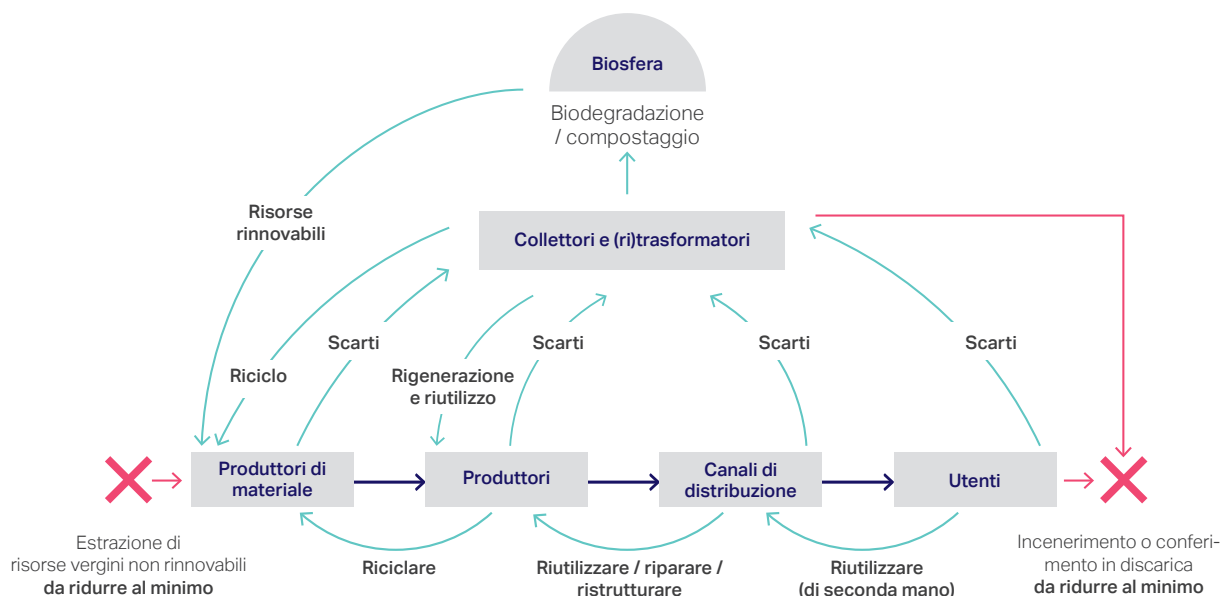 Biosfera
Biodegradazione
/ compostaggio
Risorse
rinnovabili
Collettori e (ri)trasformatori
Scarti
Scarti
Scarti
Scarti
Riciclo
Rigenerazione
e riutilizzo
Produttori di
materiale
Produttori
Canali di
distribuzione
Utenti
Estrazione di
risorse vergini non rinnovabili
da ridurre al minimo
Riciclare
Riutilizzare / riparare /
ristrutturare
Riutilizzare
(di seconda mano)
Incenerimento o conferi-
mento in discarica
da ridurre al minimo